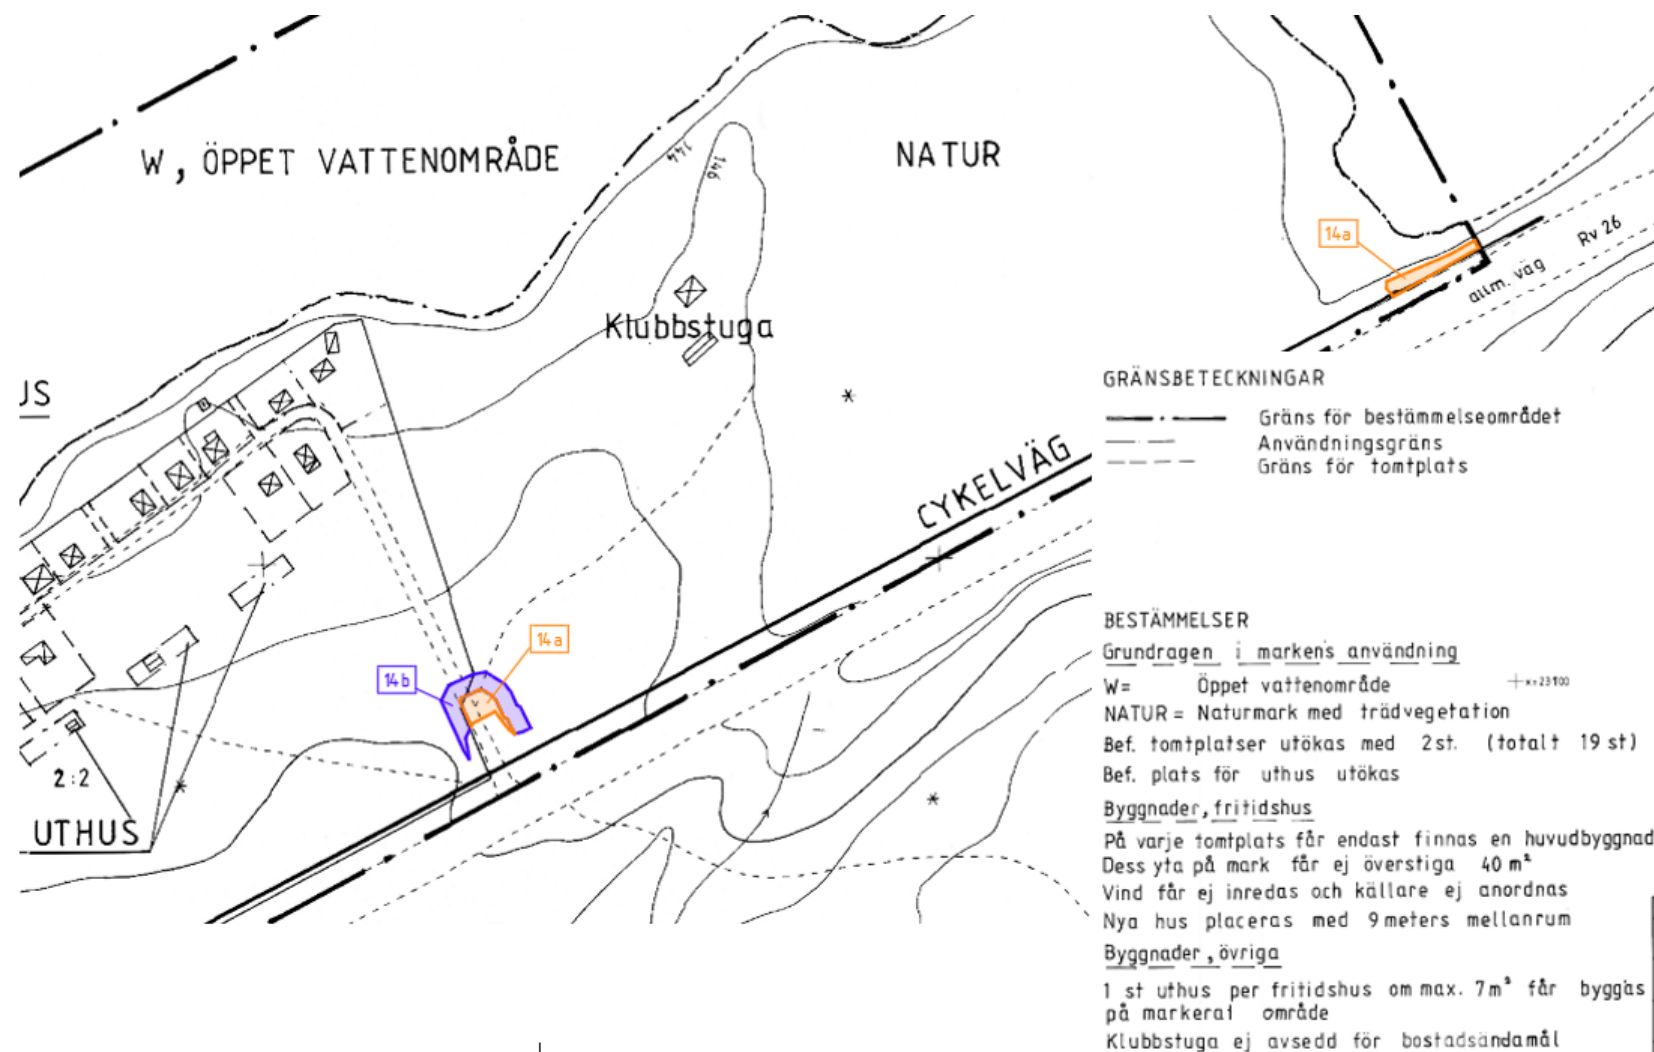 W, ÖPPET VATTENOMRÅDE
144
146
NATUR
14a
Rv 26
allm. väg
Klubbstuga
JS
GRÄNSBETECKNINGAR
Gräns för bestämmelseområdet
Användningsgräns
Gräns för tomtplats
CYKELVÄG
14a
14b
2:2
UTHUS
BESTÄMMELSER
Grundragen i markens användning
W= Öppet vattenområde
x=23100
NATUR = Naturmark med trädvegetation
Bef. tomtplatser utökas med 2st. (totalt 19 st)
Bef. plats för uthus utökas
Byggnader, fritidshus
På varje tomtplats får endast finnas en huvudbyggnad
Dess yta på mark får ej överstiga 40 m²
Vind får ej inredas och källare ej anordnas
Nya hus placeras med 9 meters mellanrum
Byggnader, övriga
1 st uthus per fritidshus om max. 7m² får byggas
på markerat område
Klubbstuga ej avsedd för bostadsändamål